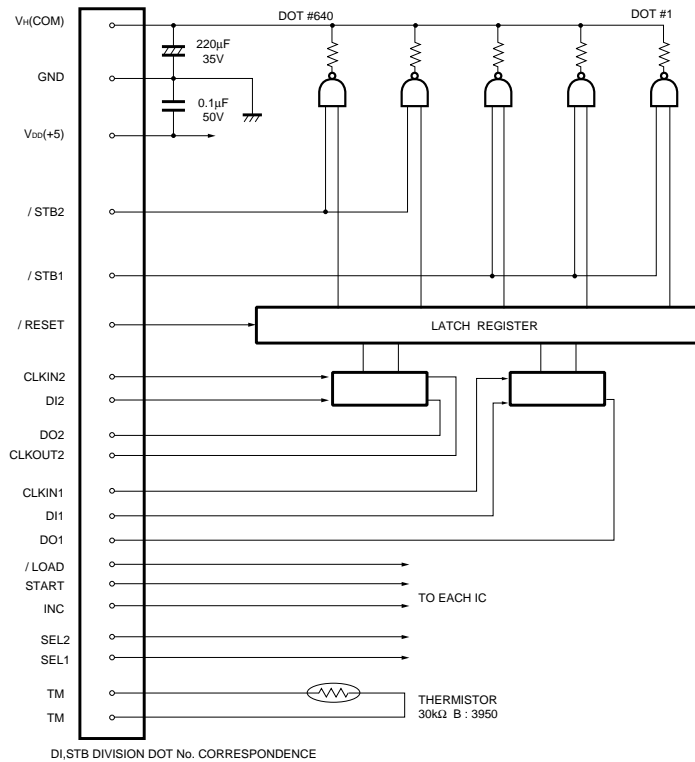 DOT #640
DOT #1
VH(COM)
220µF
35V
GND
0.1µF
50V
VDD(+5)
/ STB2
/ STB1
/ RESET
LATCH REGISTER
CLKIN2
DI2
DO2
CLKOUT2
CLKIN1
DI1
DO1
/ LOAD
START
TO EACH IC
INC
SEL2
SEL1
TM
THERMISTOR
30kΩ B : 3950
TM
DI,STB DIVISION DOT No. CORRESPONDENCE